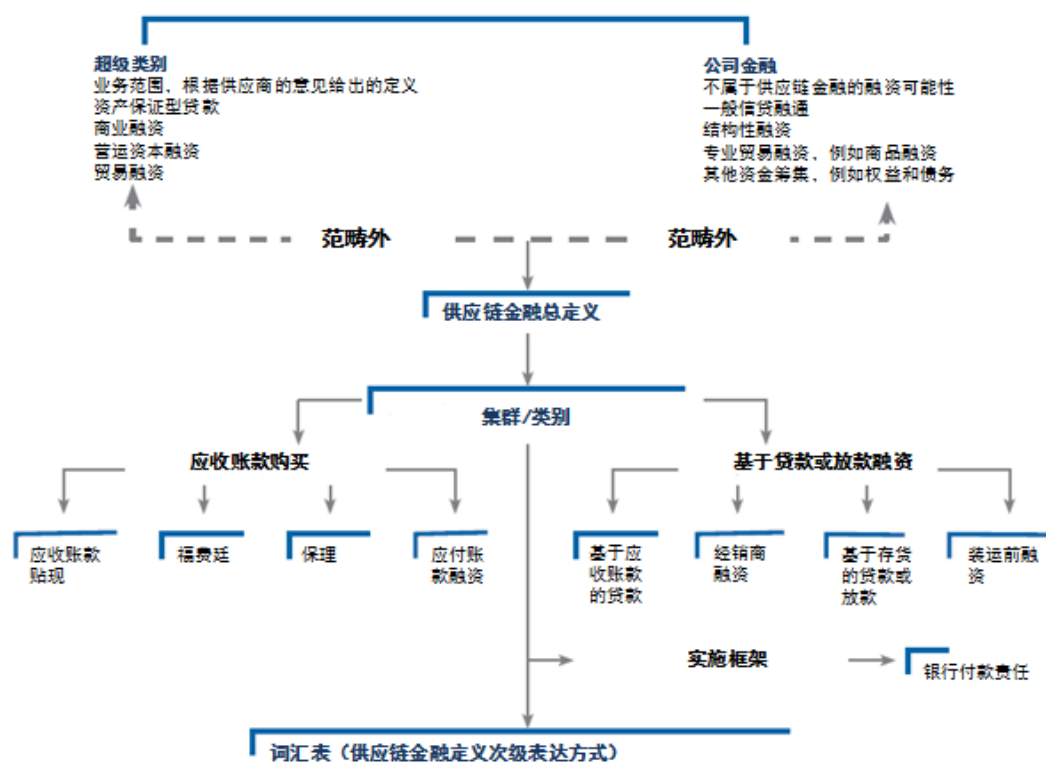 超级类别
业务范围，根据供应商的意见给出的定义
资产保证型贷款
商业融资
营运资本融资
贸易融资
公司金融
不属于供应链金融的融资可能性
一般信贷融通
结构性融资
专业贸易融资，例如商品融资
其他资金筹集，例如权益和债务
范畴外
范畴外
供应链金融总定义
集群/类别
应收账款购买
基于贷款或放款融资
应收账款
贴现
福费廷
保理
应付账
款融资
基于应
收账款
的贷款
经销商
融资
基于存货
的贷款或
放款
装运前融
资
实施框架
银行付款责任
词汇表（供应链金融定义次级表达方式）